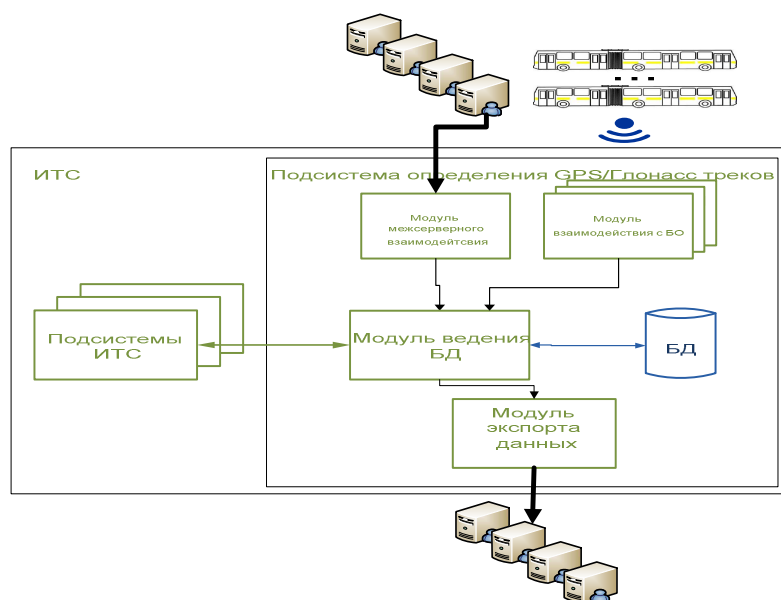 ИТС
Подсистема определения GPS/Глонасс треков
Модуль
межсерверного
взаимодейтсвия
Модуль
взаимодействия с БО
Подсистемы
ИТС
Модуль ведения
БД
БД
Модуль
экспорта
данных